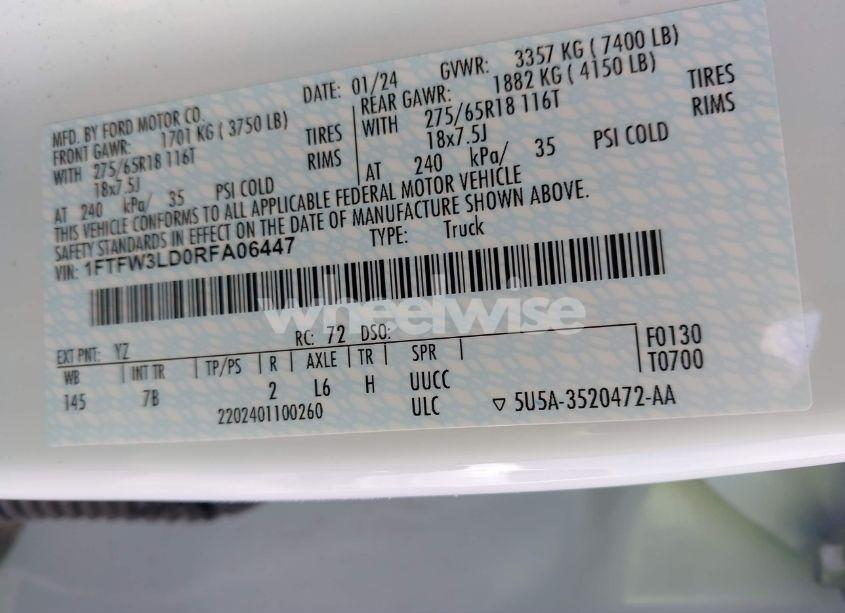 MFD. BY FORD MOTOR CO.
DATE: 01/24
GVWR: 3357 KG ( 7400 LB)
FRONT GAWR: 1701 KG ( 3750 LB)
REAR GAWR: 1882 KG ( 4150 LB)
WITH 275/65R18 116T TIRES
WITH 275/65R18 116T TIRES
18x7.5J RIMS
18x7.5J RIMS
AT 240 kPa/ 35 PSI COLD
AT 240 kPa/ 35 PSI COLD
THIS VEHICLE CONFORMS TO ALL APPLICABLE FEDERAL MOTOR VEHICLE
SAFETY STANDARDS IN EFFECT ON THE DATE OF MANUFACTURE SHOWN ABOVE.
VIN: 1FTFW3LD0RFA06447
TYPE: Truck
wheelwise
EXT PNT: YZ RC: 72 DSO:
WB INT TR TP/PS R AXLE TR SPR
145 7B 2 L6 H UUCC
2202401100260 ULC
F0130
T0700
▽ 5U5A-3520472-AA